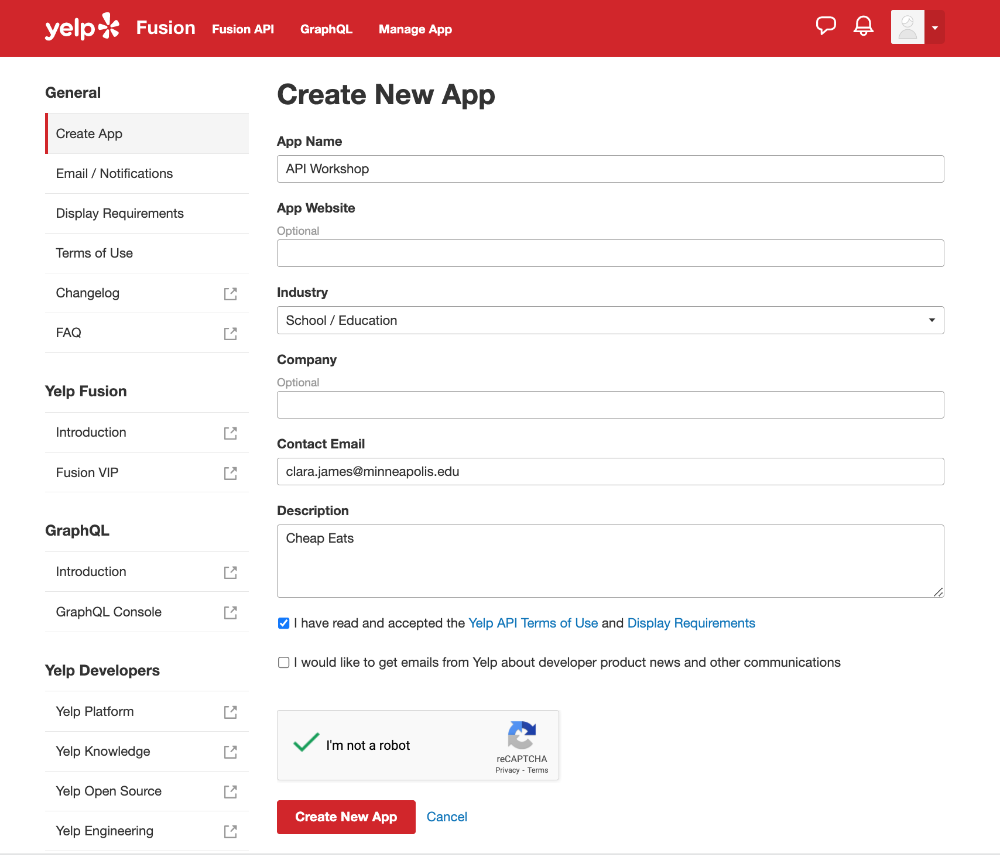 yelp Fusion Fusion API GraphQL Manage App
General
Create App
Email / Notifications
Display Requirements
Terms of Use
Changelog
FAQ
Yelp Fusion
Introduction
Fusion VIP
GraphQL
Introduction
GraphQL Console
Yelp Developers
Yelp Platform
Yelp Knowledge
Yelp Open Source
Yelp Engineering
Create New App
App Name
API Workshop
App Website
Optional
Industry
School / Education
Company
Optional
Contact Email
clara.james@minneapolis.edu
Description
Cheap Eats
I have read and accepted the Yelp API Terms of Use and Display Requirements
I would like to get emails from Yelp about developer product news and other communications
I'm not a robot
reCAPTCHA
Privacy - Terms
Create New App Cancel